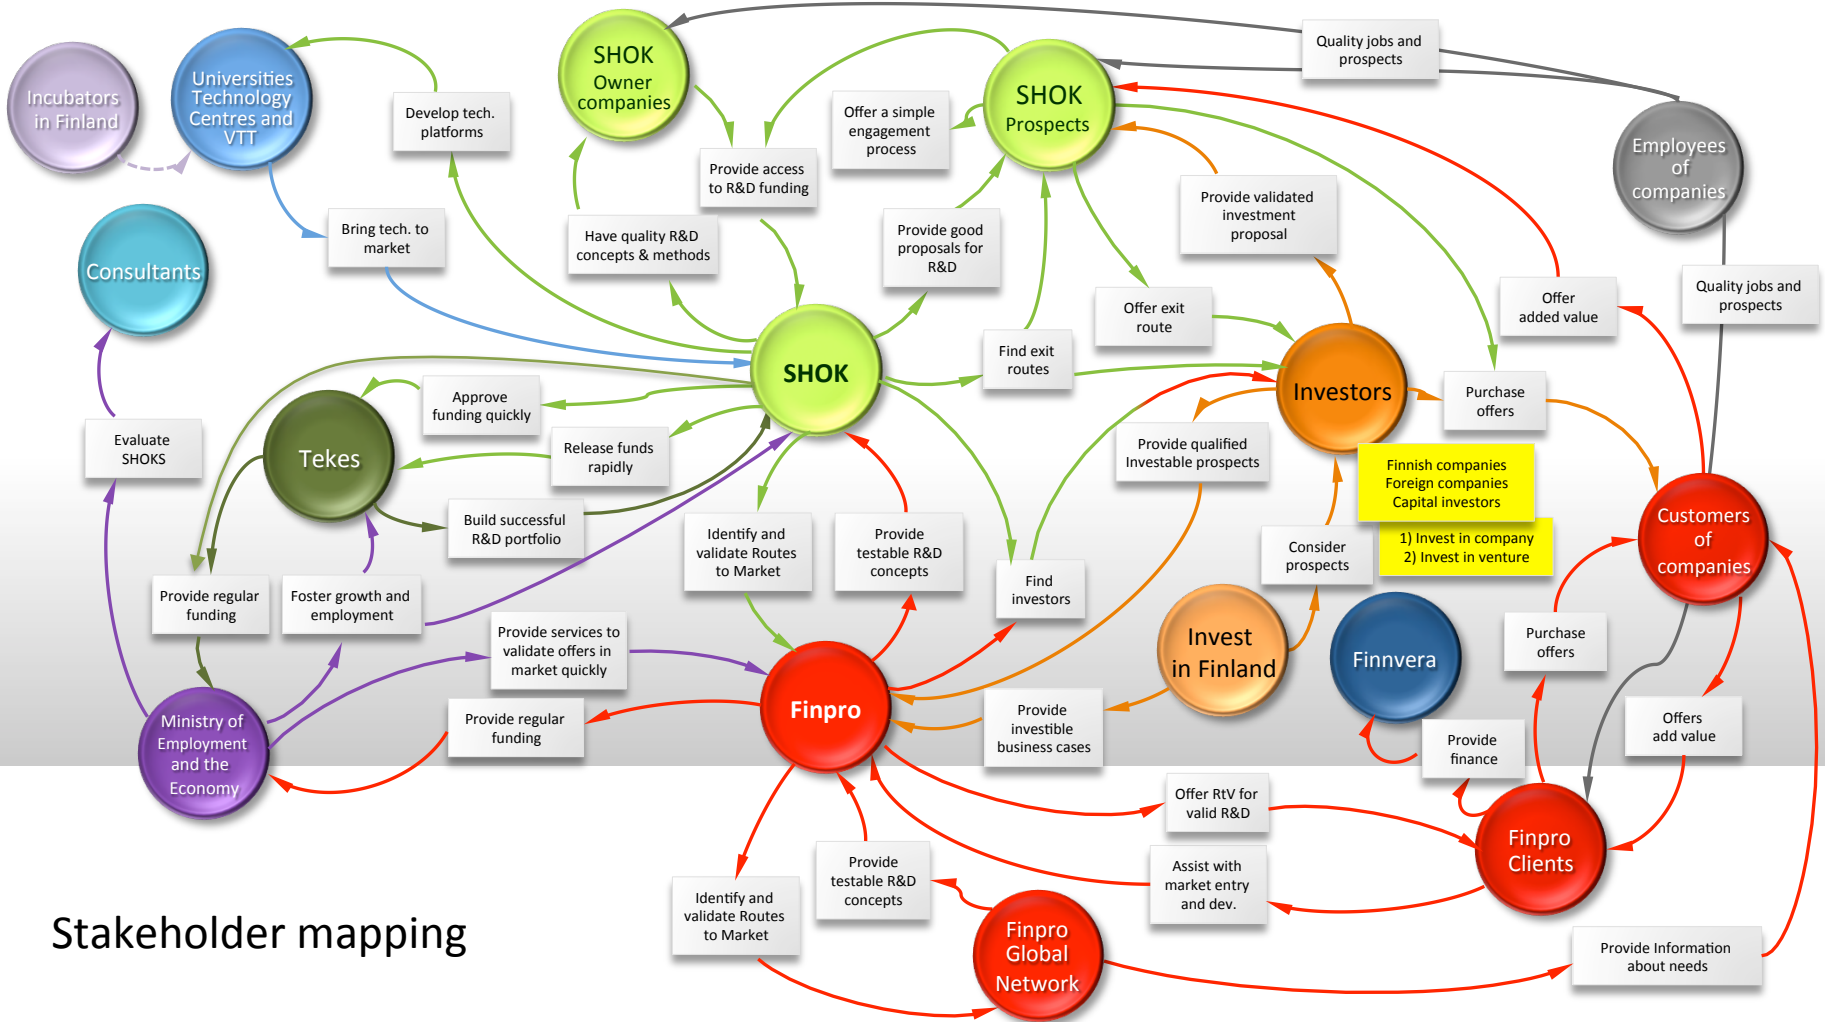 Quality jobs and
prospects
SHOK
Owner
companies
Universities
Technology
Centres and
VTT
Incubators
in Finland
SHOK
Prospects
Offer a simple
engagement
process
Develop tech.
platforms
Employees
of
companies
Provide access
to R&D funding
Provide validated
investment
proposal
Bring tech. to
market
Have quality R&D
concepts & methods
Provide good
proposals for
R&D
Consultants
Quality jobs and
prospects
Offer exit
route
Offer
added value
Find exit
routes
SHOK
Investors
Purchase
offers
Approve
funding quickly
Evaluate
SHOKS
Tekes
Release funds
rapidly
Provide qualified
Investable prospects
Finnish companies
Foreign companies
Capital investors
1) Invest in company
2) Invest in venture
Build successful
R&D portfolio
Identify and
validate Routes
to Market
Provide
testable R&D
concepts
Consider
prospects
Customers
of
companies
Find
investors
Provide regular
funding
Foster growth and
employment
Provide services to
validate offers in
market quickly
Invest
in Finland
Finnvera
Purchase
offers
Finpro
Ministry of
Employment
and the
Economy
Provide regular
funding
Provide
investible
business cases
Provide
finance
Offers
add value
Offer RtV for
valid R&D
Finpro
Clients
Provide
testable R&D
concepts
Assist with
market entry
and dev.
Identify and
validate Routes
to Market
Finpro
Global
Network
Provide Information
about needs
Stakeholder mapping